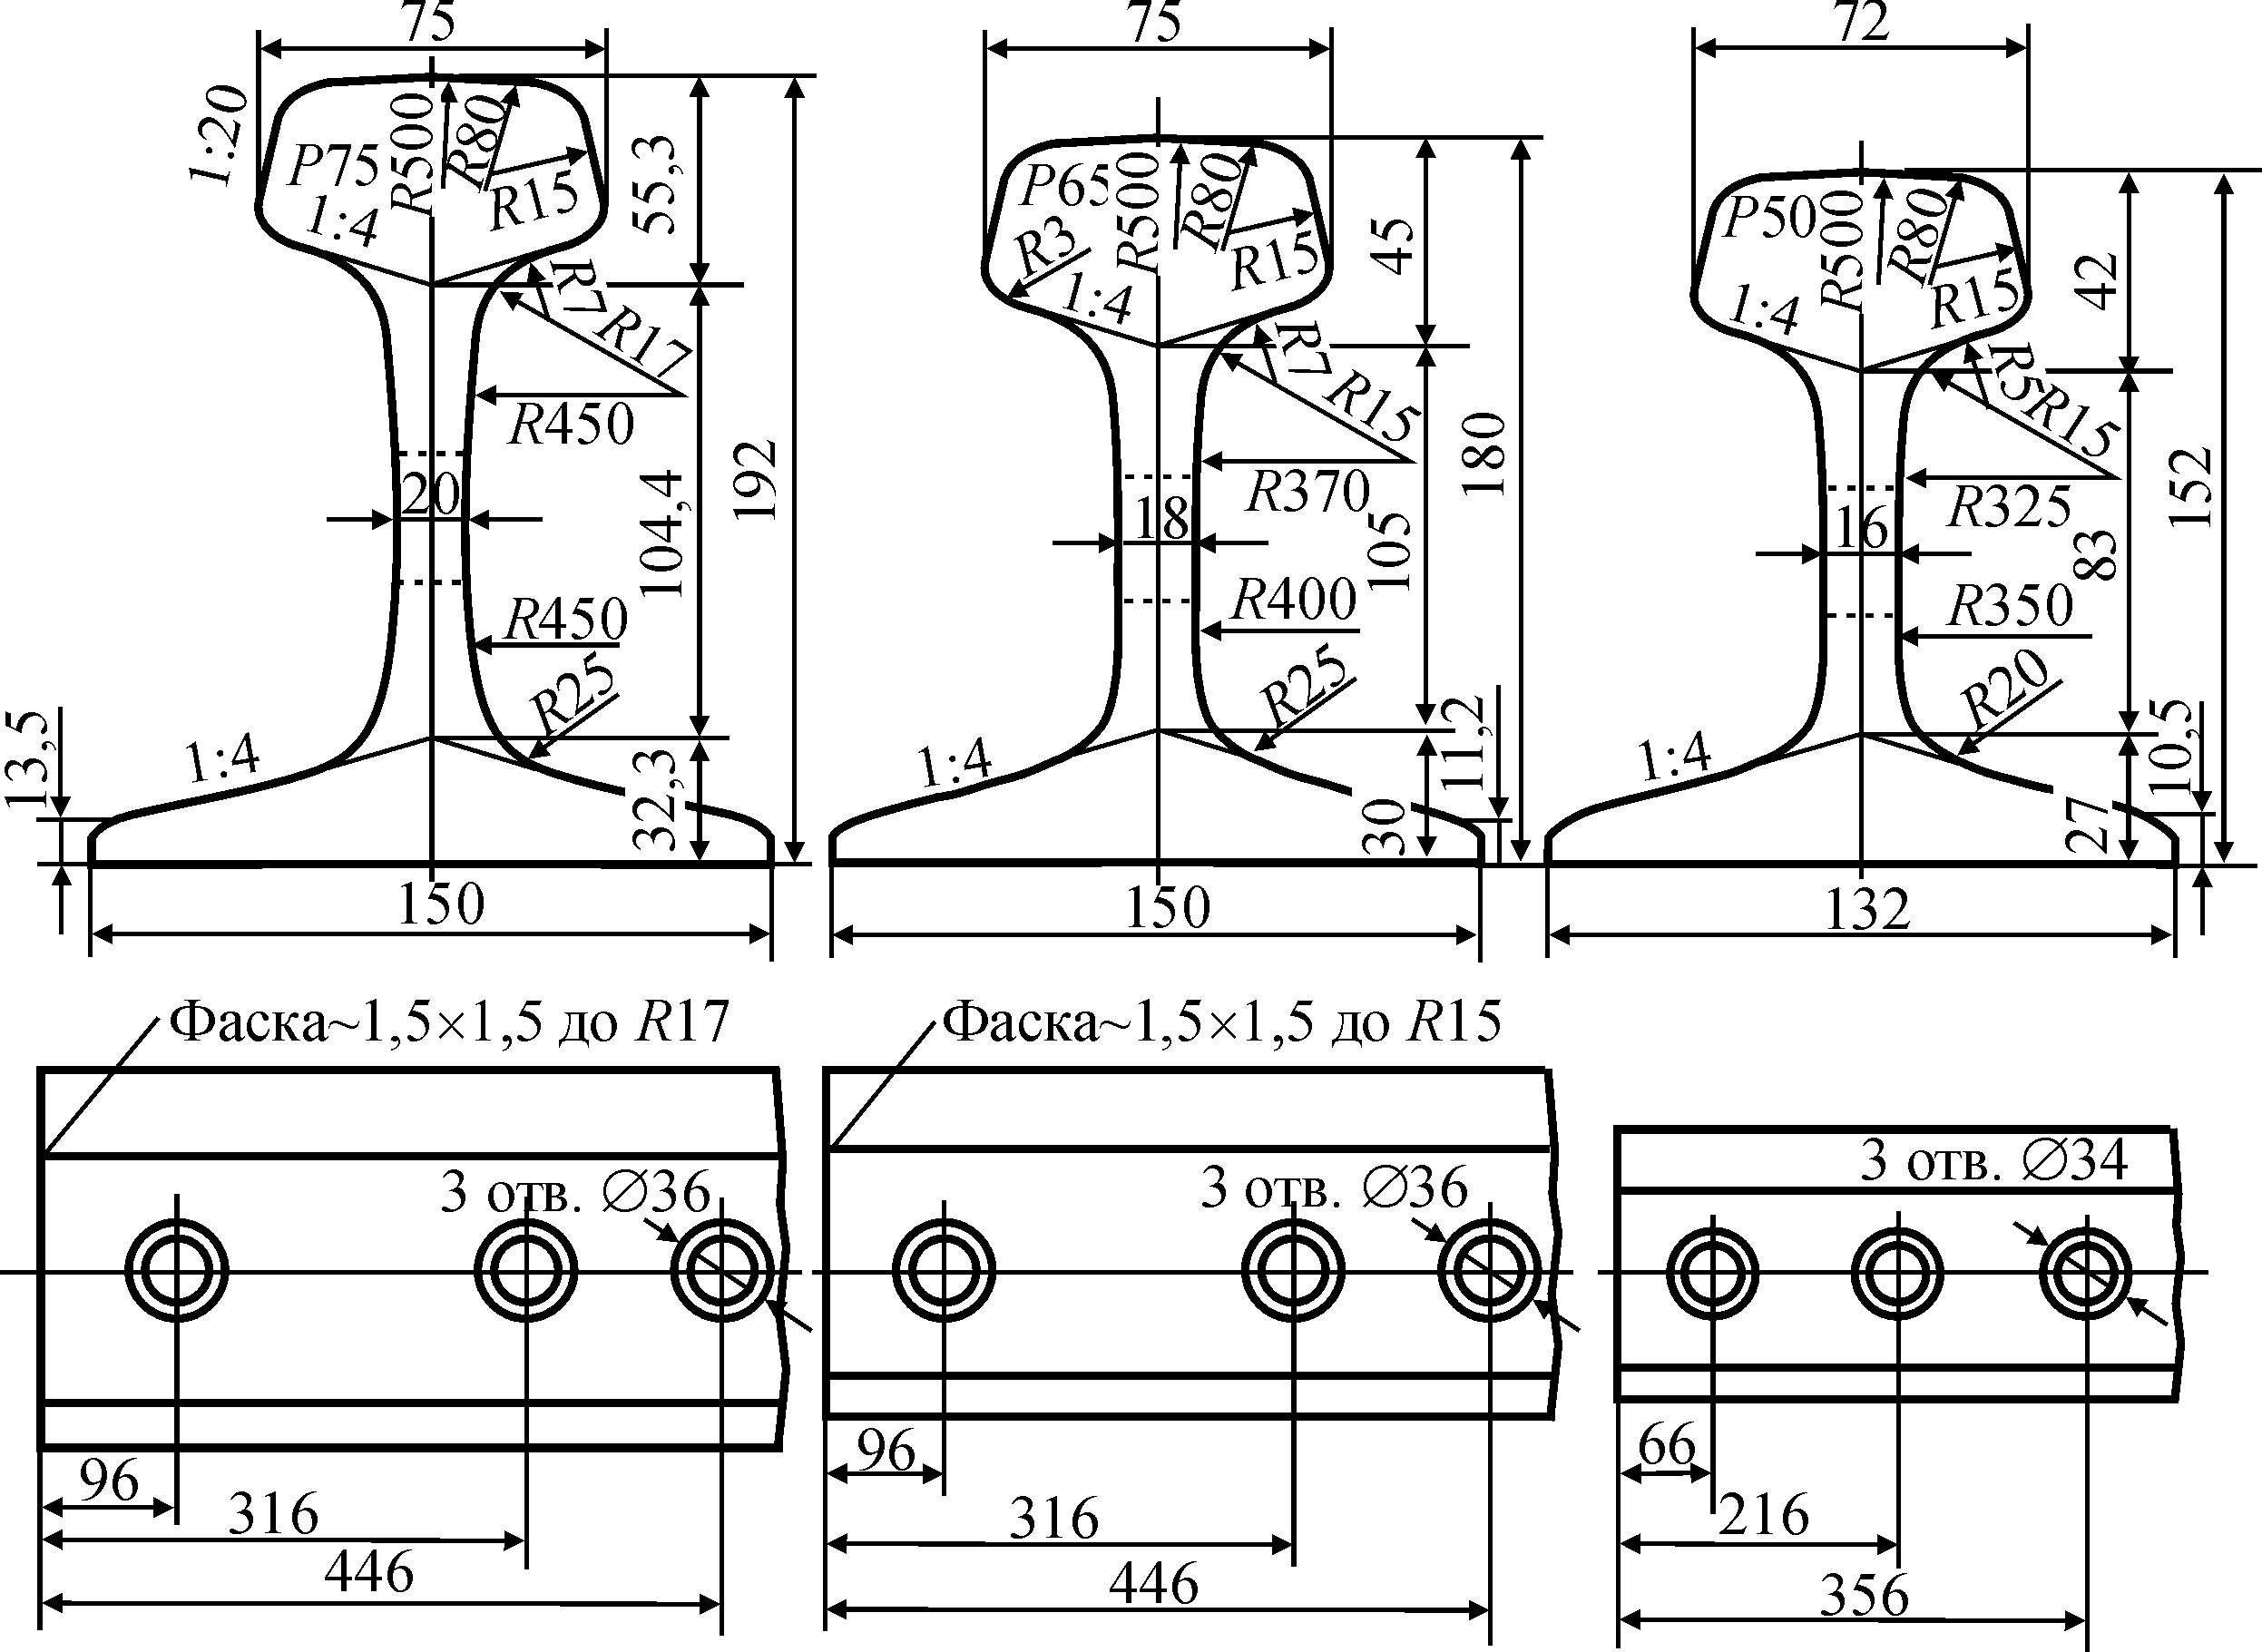 75
1:20
P75
R500
R80
R15
1:4
55,3
R7
R17
R450
20
104,4
192
R450
R25
1:4
13,5
32,3
150
75
P65
R500
R80
R15
R3
1:4
45
R7
R15
R370
18
105
180
R400
R25
1:4
11,2
30
150
72
P50
R500
R80
R15
1:4
42
R5
R15
R325
16
83
152
R350
R20
1:4
10,5
27
132
Фаска~1,5×1,5 до R17
3 отв. ∅36
96
316
446
Фаска~1,5×1,5 до R15
3 отв. ∅36
96
316
446
3 отв. ∅34
66
216
356